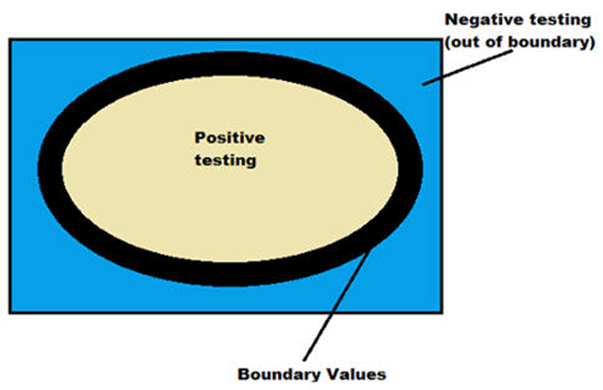 Negative testing
(out of boundary)
Positive
testing
Boundary Values